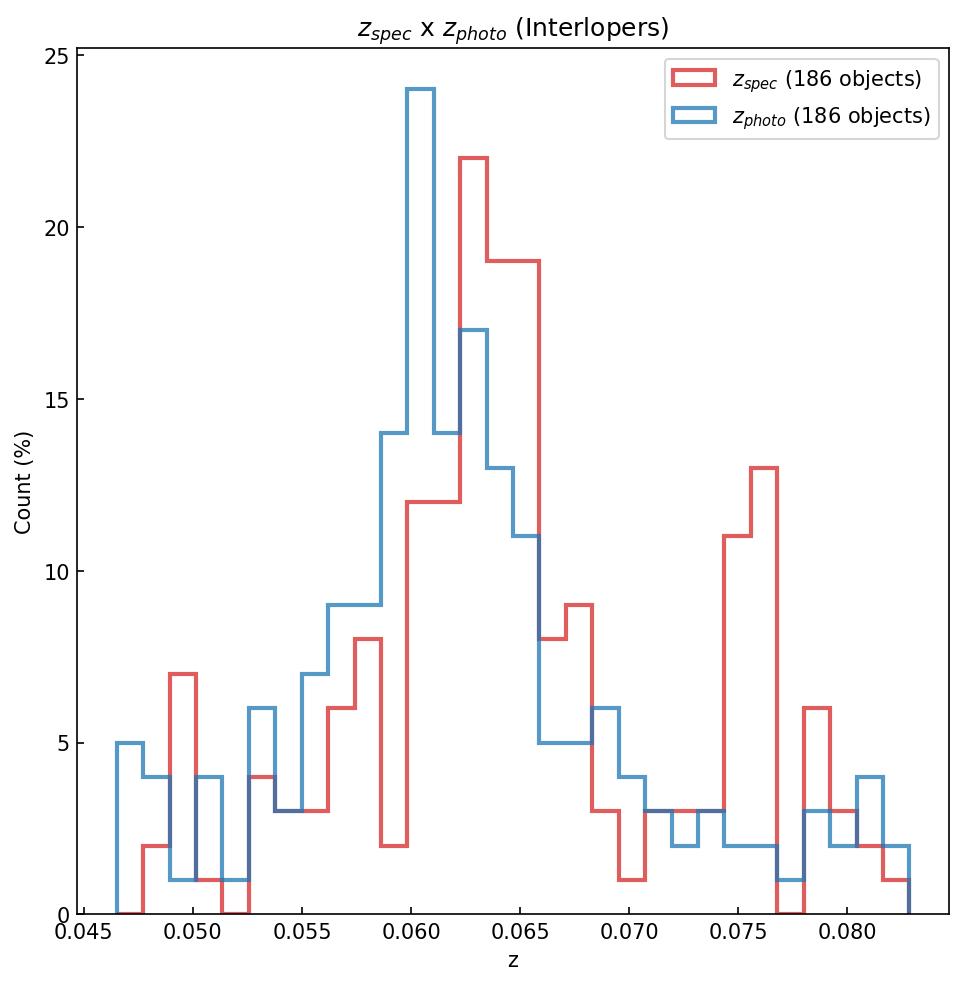 z_spec x z_photo (Interlopers)
z_spec (186 objects)
z_photo (186 objects)
Count (%)
25
20
15
10
5
0
0.045 0.050 0.055 0.060 0.065 0.070 0.075 0.080
z